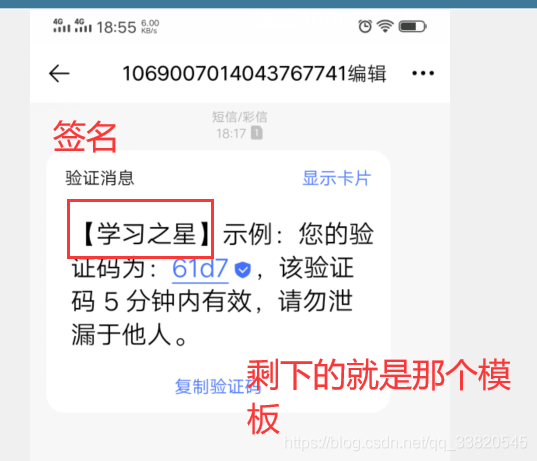 4G 4G 18:55 6.00 KB/s
1069007014043767741编辑 •••
短信/彩信
18:17 1
签名
验证消息 显示卡片
【学习之星】示例：您的验
证码为：61d7，该验证
码 5 分钟内有效，请勿泄
漏于他人。
复制验证码
剩下的就是那个模
板
https://blog.csdn.net/qq_33820545